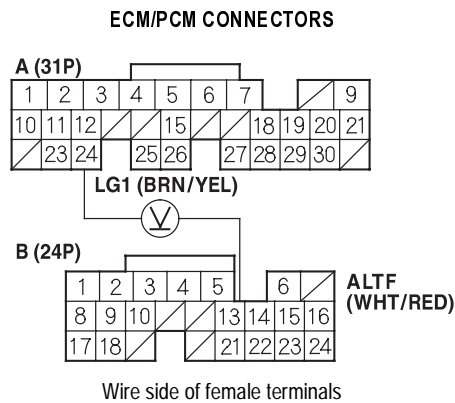 ECM/PCM CONNECTORS
A (31P)
1 2 3 4 5 6 7 9
10 11 12 15 18 19 20 21
23 24 25 26 27 28 29 30
LG1 (BRN/YEL)
V
B (24P)
1 2 3 4 5 6
ALTF
(WHT/RED)
8 9 10 13 14 15 16
17 18 21 22 23 24
Wire side of female terminals